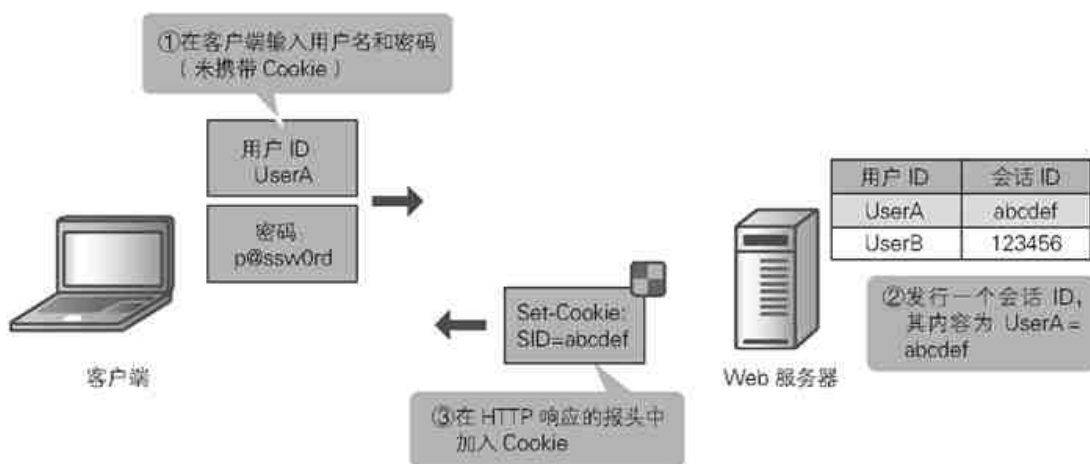 ①在客户端输入用户名和密码
（未携带 Cookie）
用户 ID
UserA
密码
p@ssw0rd
用户 ID 会话 ID
UserA abcdef
UserB 123456
②发行一个会话 ID，
其内容为 UserA =
abcdef
Set-Cookie:
SID=abcdef
客户端
Web 服务器
③在 HTTP 响应的报头中
加入 Cookie